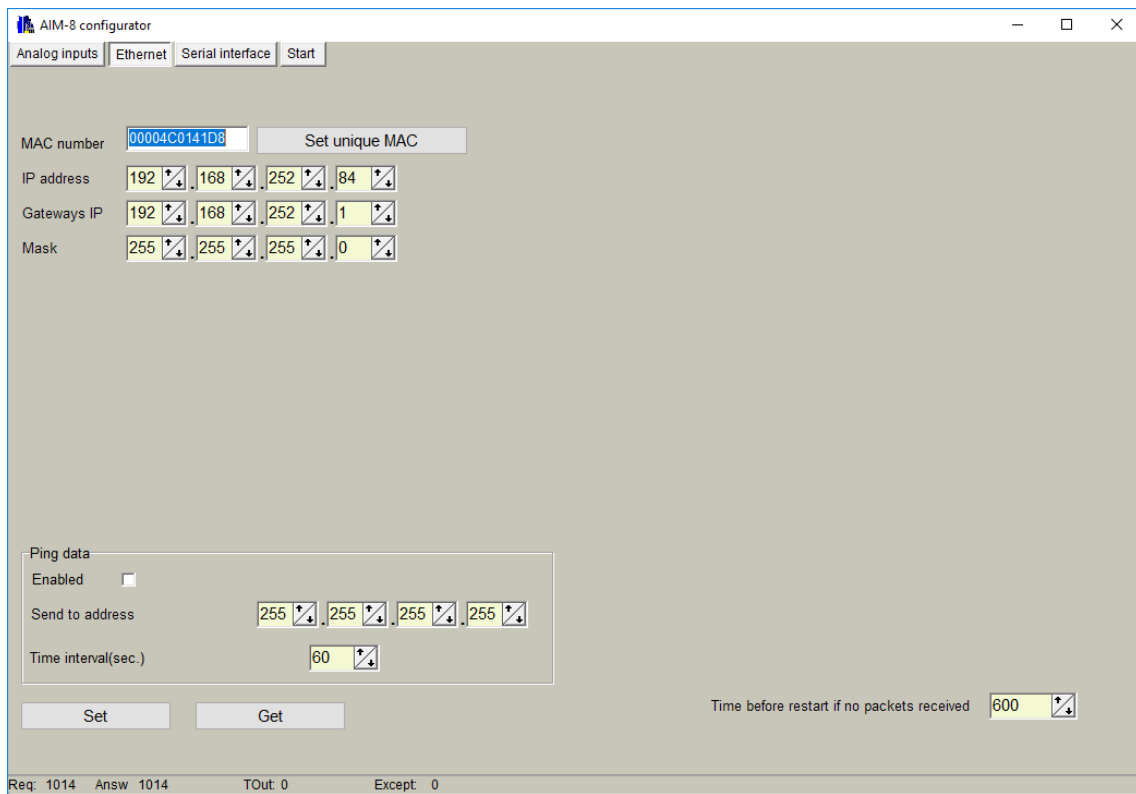 AIM-8 configurator
Analog inputs Ethernet Serial interface Start
MAC number 00004C0141D8 Set unique MAC
IP address 192 . 168 . 252 . 84
Gateways IP 192 . 168 . 252 . 1
Mask 255 . 255 . 255 . 0
Ping data
Enabled
Send to address 255 . 255 . 255 . 255
Time interval(sec.) 60
Set Get Time before restart if no packets received 600
Req: 1014 Answ 1014 TOut: 0 Except: 0